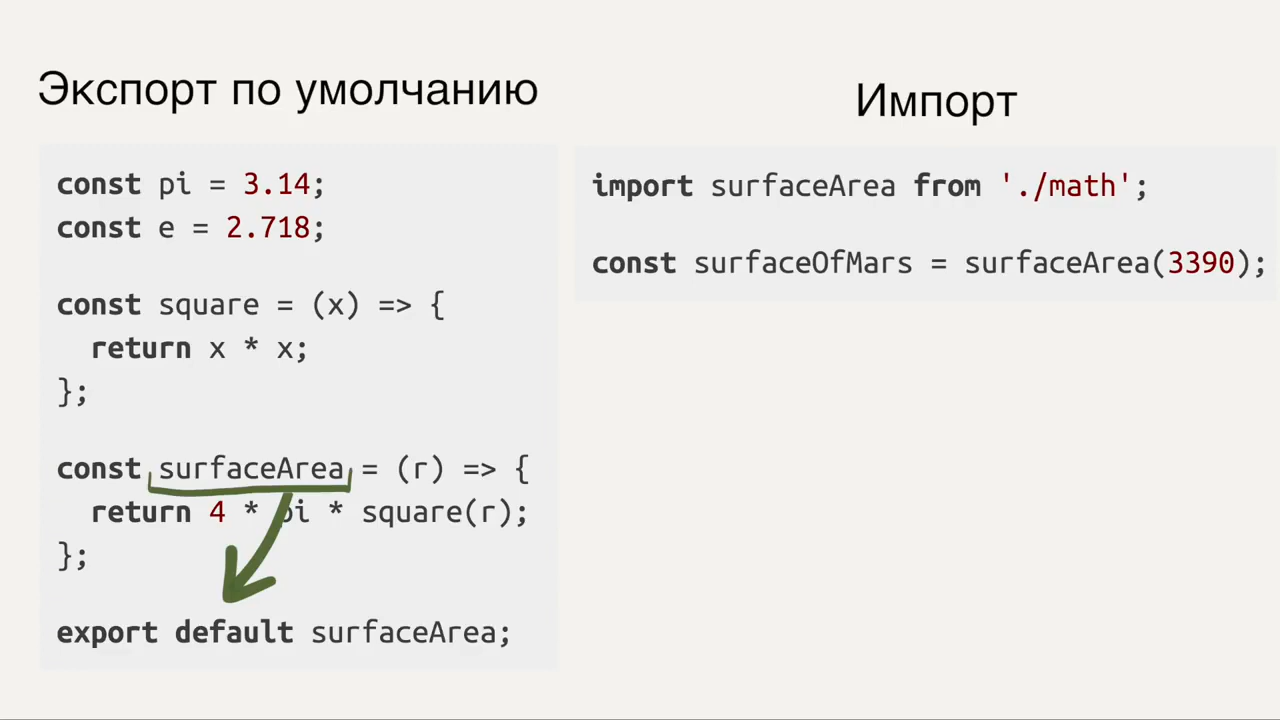 Экспорт по умолчанию
const pi = 3.14;
const e = 2.718;
const square = (x) => {
return x * x;
};
const surfaceArea = (r) => {
return 4 * pi * square(r);
};
export default surfaceArea;
Импорт
import surfaceArea from './math';
const surfaceOfMars = surfaceArea(3390);